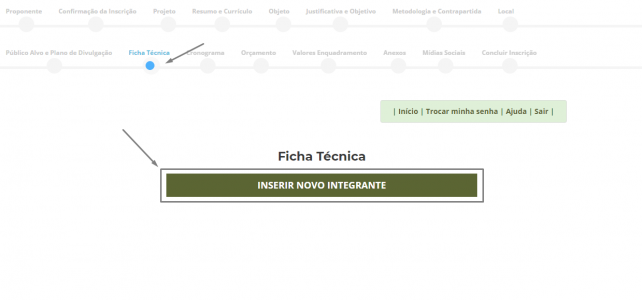 Proponente Confirmação da Inscrição Projeto Resumo e Currículo Objeto Justificativa e Objetivo Metodologia e Contrapartida Local
Público Alvo e Plano de Divulgação Ficha Técnica Cronograma Orçamento Valores Enquadramento Anexos Mídias Sociais Concluir Inscrição
| Início | Trocar minha senha | Ajuda | Sair |
Ficha Técnica
INSERIR NOVO INTEGRANTE